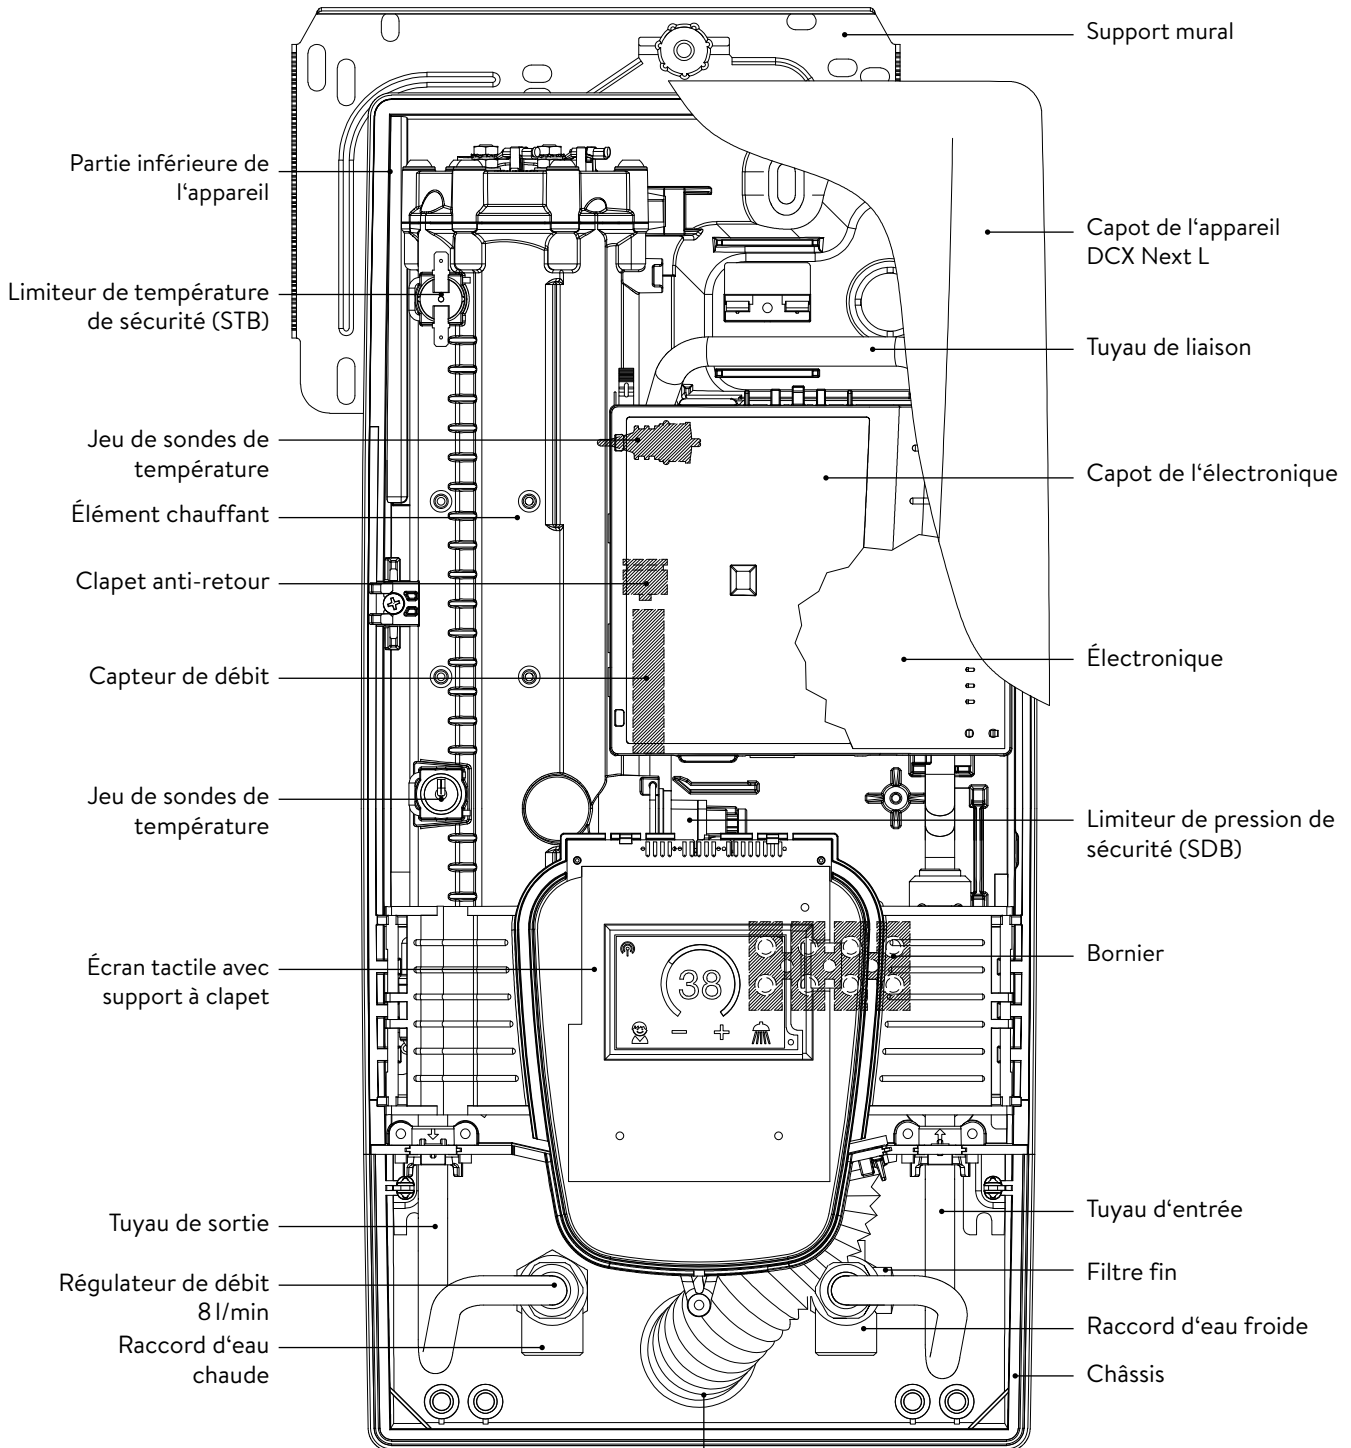 Support mural
Partie inférieure de
l‘appareil
Capot de l‘appareil
DCX Next L
Limiteur de température
de sécurité (STB)
Tuyau de liaison
Jeu de sondes de
température
Capot de l‘électronique
Élément chauffant
Clapet anti-retour
Électronique
Capteur de débit
Jeu de sondes de
température
Limiteur de pression de
sécurité (SDB)
Écran tactile avec
support à clapet
38
Bornier
Tuyau de sortie
Tuyau d‘entrée
Régulateur de débit
8 l/min
Filtre fin
Raccord d‘eau
chaude
Raccord d‘eau froide
Châssis